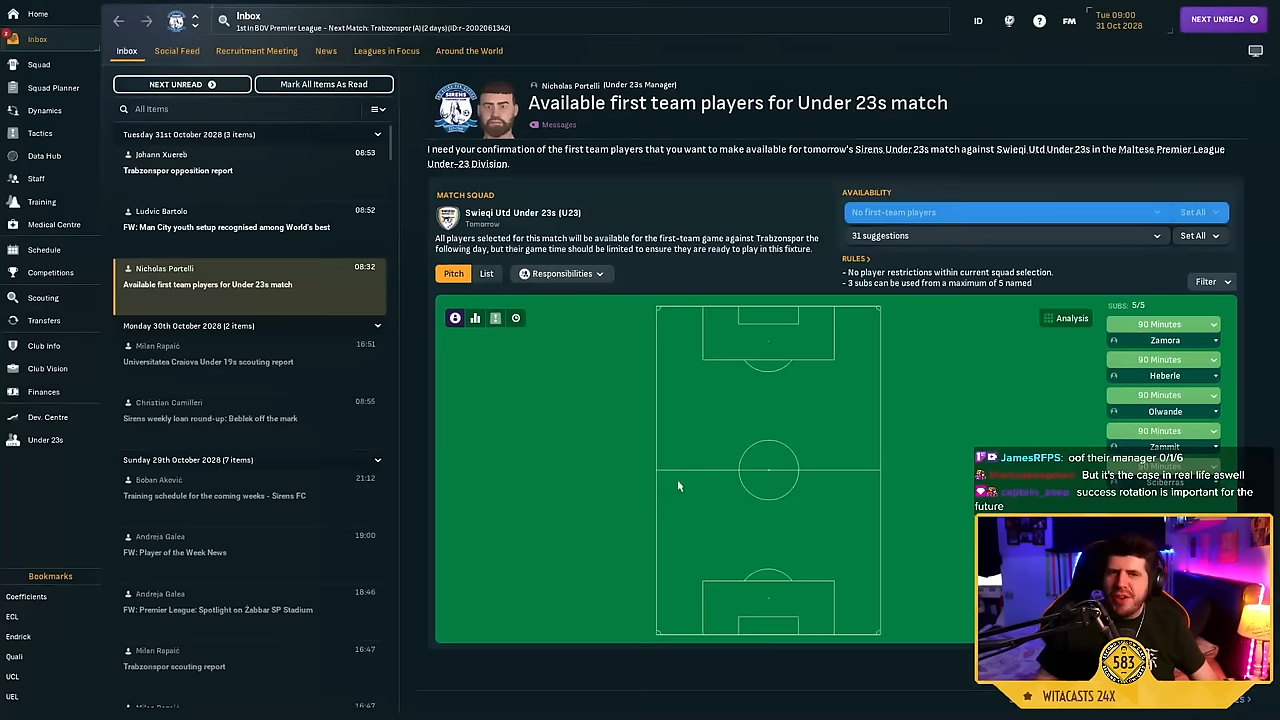 Home
Inbox
Squad
Squad Planner
Dynamics
Tactics
Data Hub
Staff
Training
Medical Centre
Schedule
Competitions
Scouting
Transfers
Club Info
Club Vision
Finances
Dev. Centre
Under 23s
Bookmarks
Coefficients
ECL
Endrick
Quali
UCL
UEL
Inbox
1st in BOV Premier League - Next Match: Trabzonspor (A) (2 days) (ID:r-2002061342)
ID
FM
Tue 09:00
31 Oct 2028
NEXT UNREAD
Inbox
Social Feed
Recruitment Meeting
News
Leagues in Focus
Around the World
NEXT UNREAD
Mark All Items As Read
All Items
Tuesday 31st October 2028 (3 items)
Johann Xuereb 08:53
Trabzonspor opposition report
Ludvic Bartolo 08:52
FW: Man City youth setup recognised among World's best
Nicholas Portelli 08:32
Available first team players for Under 23s match
Monday 30th October 2028 (2 items)
Milan Rapaić 16:51
Universitatea Craiova Under 19s scouting report
Christian Camilleri 08:55
Sirens weekly loan round-up: Beblek off the mark
Sunday 29th October 2028 (7 items)
Boban Aković 21:12
Training schedule for the coming weeks - Sirens FC
Andreja Galea 19:00
FW: Player of the Week News
Andreja Galea 18:46
FW: Premier League: Spotlight on Żabbar SP Stadium
Milan Rapaić 16:47
Trabzonspor scouting report
SIRENS
Nicholas Portelli (Under 23s Manager)
Available first team players for Under 23s match
Messages
I need your confirmation of the first team players that you want to make available for tomorrow's Sirens Under 23s match against Swieqi Utd Under 23s in the Maltese Premier League
Under-23 Division.
MATCH SQUAD
Swieqi Utd Under 23s (U23)
Tomorrow
All players selected for this match will be available for the first-team game against Trabzonspor the
following day, but their game time should be limited to ensure they are ready to play in this fixture.
AVAILABILITY
No first-team players
Set All
31 suggestions
Set All
RULES >
- No player restrictions within current squad selection.
- 3 subs can be used from a maximum of 5 named
Pitch
List
Responsibilities
Filter
Analysis
SUBS: 5/5
90 Minutes
Zamora
90 Minutes
Heberle
90 Minutes
Olwande
90 Minutes
Zammit
JamesRFPS: oof their manager 0/1/6
But it's the case in real life aswell
success rotation is important for the
future
583
WITACASTS 24X